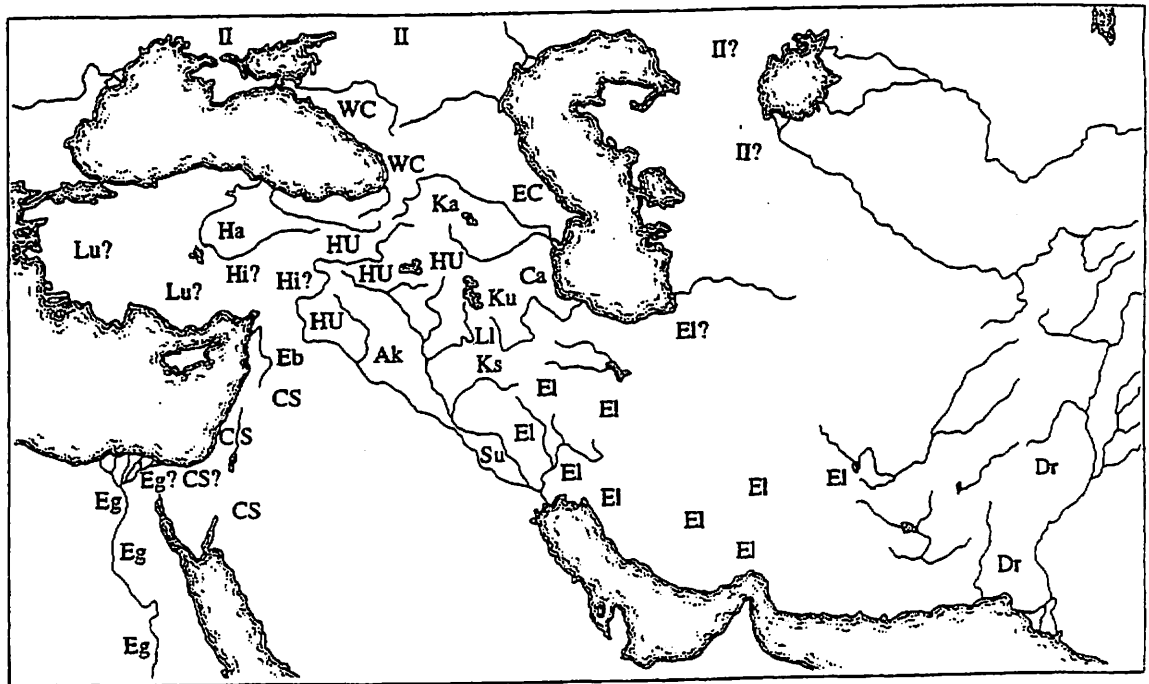 II II II?
WC
II?
WC
EC
Ka
Ha
HU
Lu? HU HU
Hi? Hi? Ca
Lu? Ku
HU El?
Ll
Eb Ak Ks
CS El
El
CS El
Su Dr
Eg? CS? El El
Eg El El
CS El
Eg El
Dr
Eg